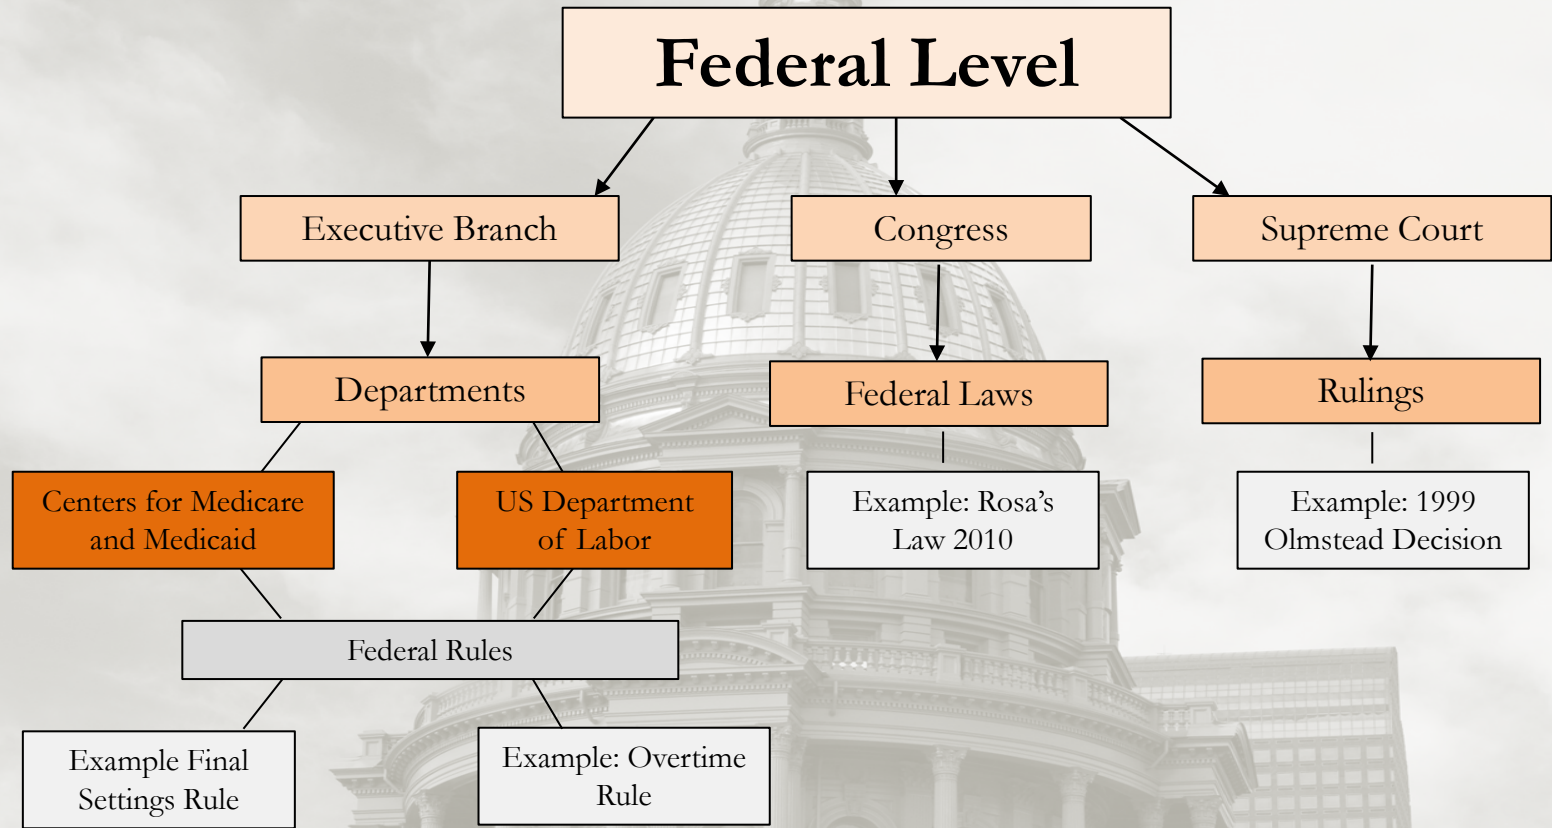 Federal Level
Executive Branch
Congress
Supreme Court
Departments
Federal Laws
Rulings
Centers for Medicare
and Medicaid
US Department
of Labor
Example: Rosa’s
Law 2010
Example: 1999
Olmstead Decision
Federal Rules
Example Final
Settings Rule
Example: Overtime
Rule